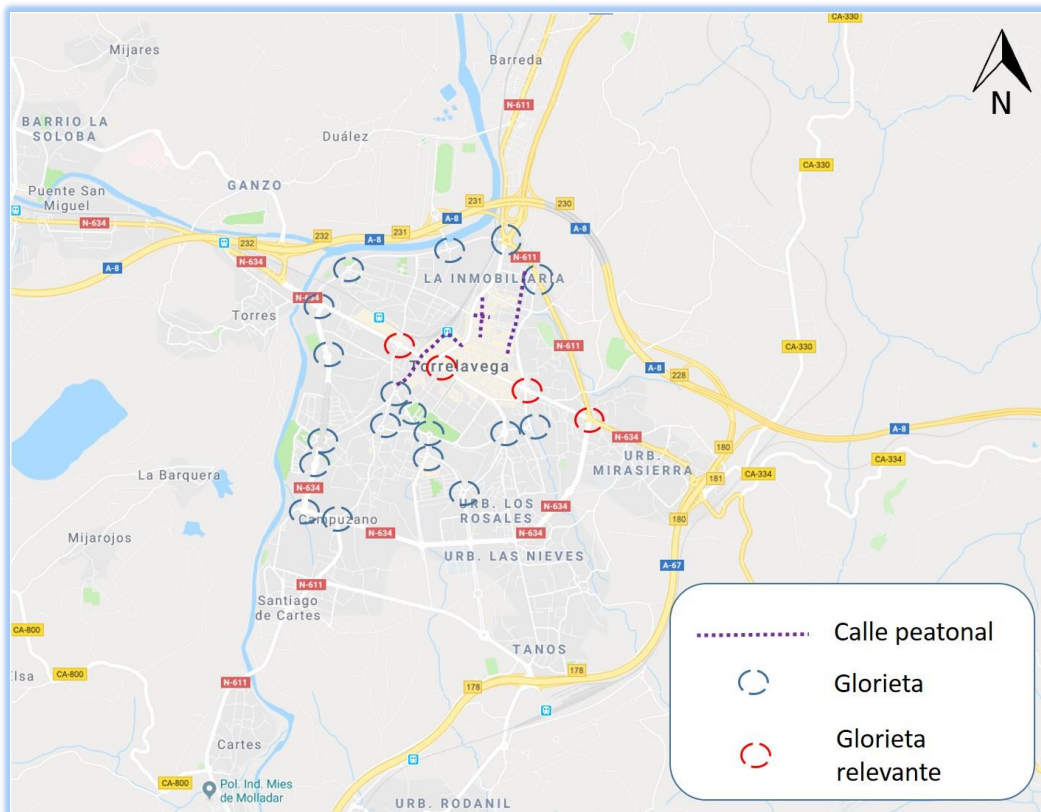 Mijares
CA-330
CA-330
Barreda
N
N-611
BARRIO LA
SOLOBA
Duález
CA-330
GANZO
Puente San
Miguel
231
230
N-634
232
231
A-8
A-8
232
A-8
N-634
N-611
A-8
LA INMOBILIARIA
N-634
Torres
N-611
CA-330
Torrelavega
228
A-8
N-634
A-8
180
URB.
MIRASIERRA
CA-334
CA-334
La Barquera
181
N-634
URB. LOS
ROSALES
180
Campuzano
N-634
N-634
Mijarojos
URB. LAS NIEVES
A-67
N-611
Santiago
de Cartes
CA-800
TANOS
CA-800
178
N-611
178
Cartes
CA-800
Pol. Ind. Mies
de Molladar
URB. RODANIL
Calle peatonal
Glorieta
Glorieta
relevante